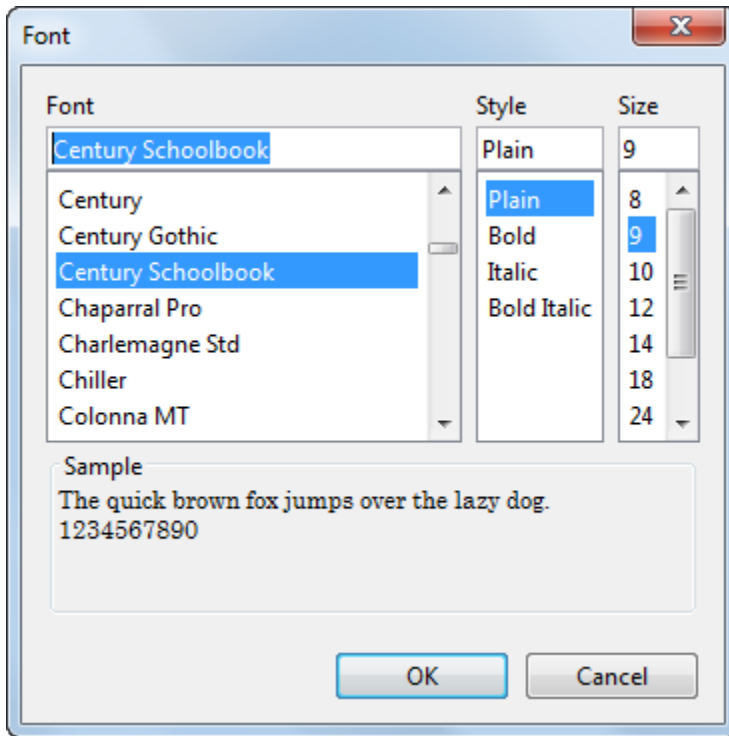 Font
Font Style Size
Century Schoolbook Plain 9
Century Plain 8
Century Gothic Bold 9
Century Schoolbook Italic 10
Chaparral Pro Bold Italic 12
Charlemagne Std 14
Chiller 18
Colonna MT 24
Sample
The quick brown fox jumps over the lazy dog.
1234567890
OK Cancel